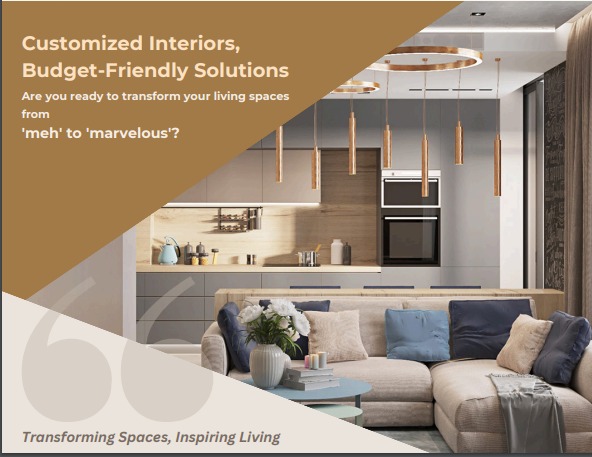 Customized Interiors,
Budget-Friendly Solutions
Are you ready to transform your living spaces
from
'meh' to 'marvelous'?
Transforming Spaces, Inspiring Living